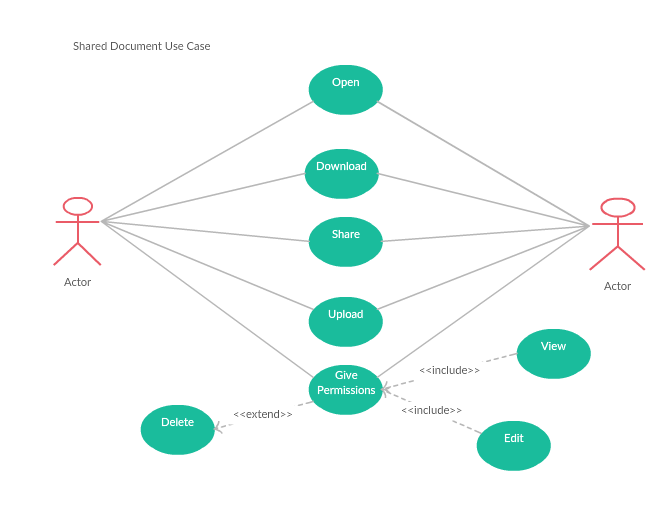 Shared Document Use Case
Open
Download
Share
Actor
Actor
Upload
View
Give
Permissions
<<include>>
<<include>>
<<extend>>
Delete
Edit